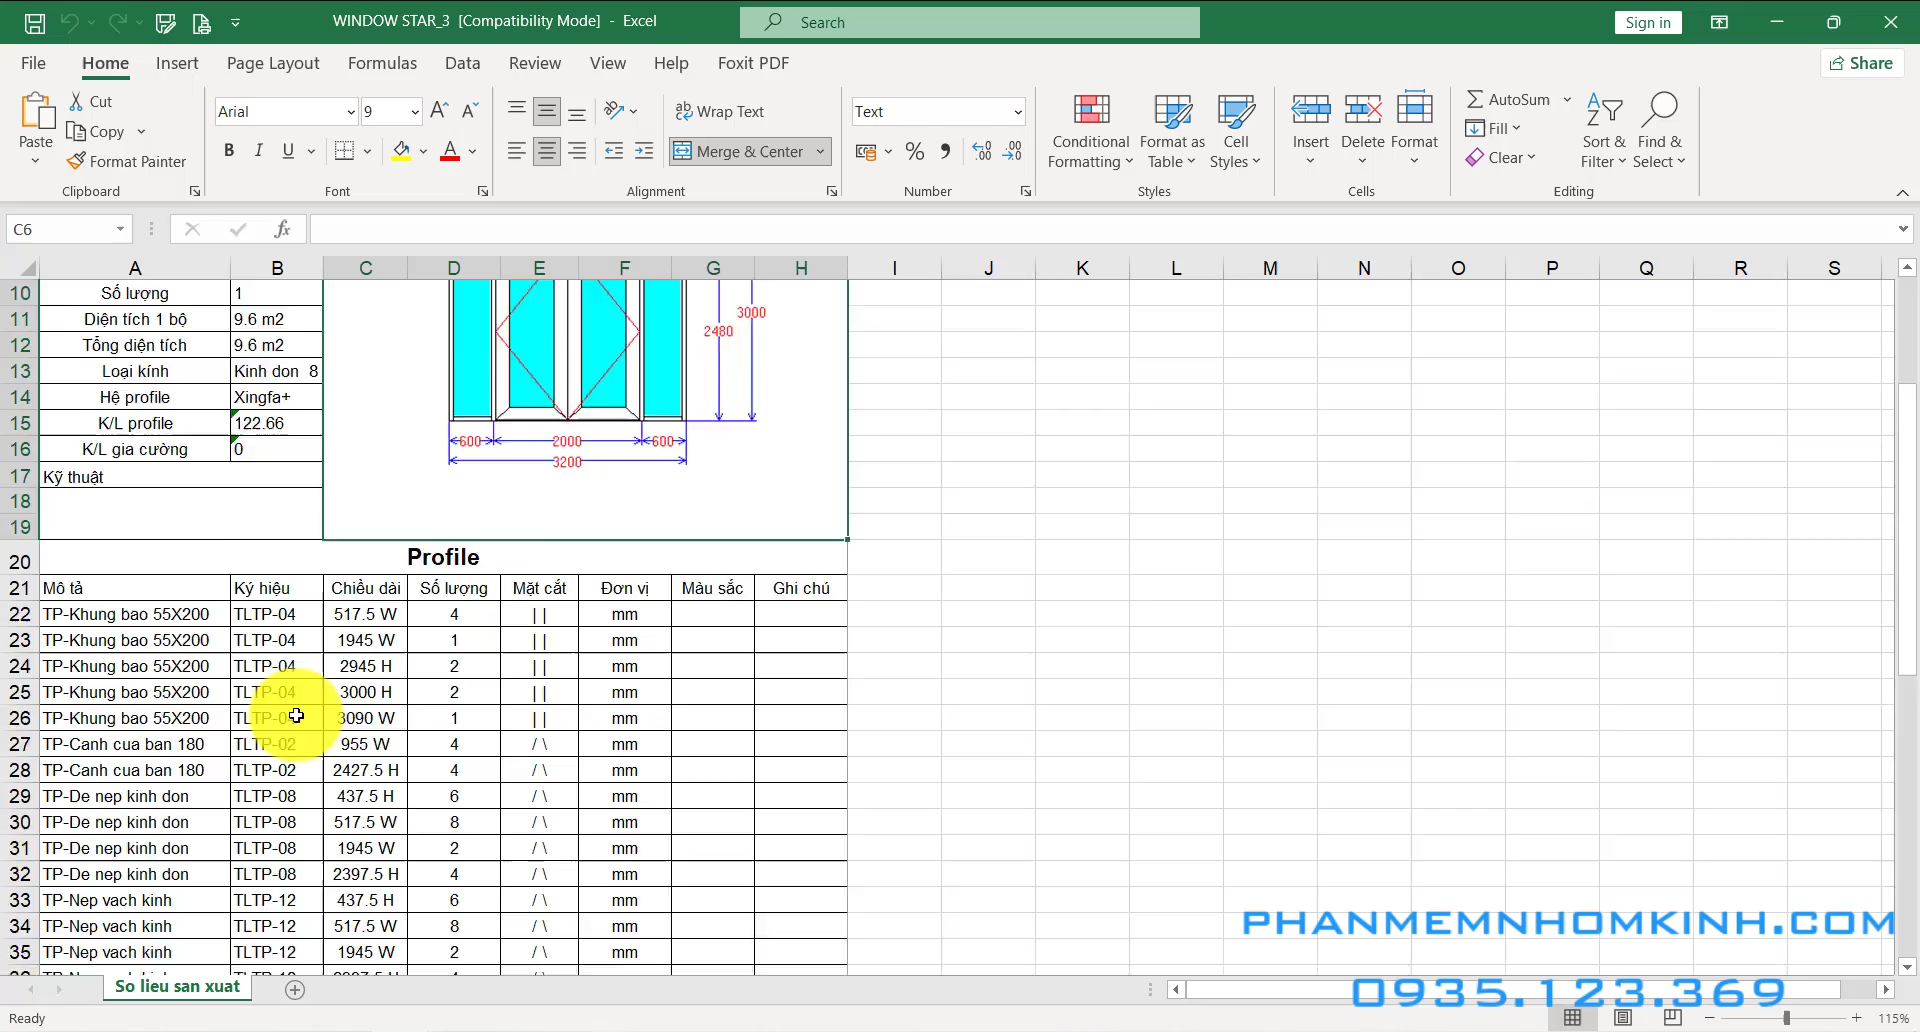 WINDOW STAR_3 [Compatibility Mode] - Excel
Search
Sign in
File Home Insert Page Layout Formulas Data Review View Help Foxit PDF
Share
Paste
Cut
Copy
Format Painter
Clipboard
Arial 9
B I U
Font
Wrap Text
Merge & Center
Alignment
Text
Number
Conditional Formatting
Format as Table
Cell Styles
Styles
Insert Delete Format
Cells
AutoSum
Fill
Clear
Sort & Filter
Find & Select
Editing
C6
fx
A B C D E F G H I J K L M N O P Q R S
10 Số lượng 1
11 Diện tích 1 bộ 9.6 m2
12 Tổng diện tích 9.6 m2
13 Loại kính Kinh don 8
14 Hệ profile Xingfa+
15 K/L profile 122.66
16 K/L gia cường 0
17 Kỹ thuật
18
19
2480
3000
600 2000 600
3200
20 Profile
21 Mô tả Ký hiệu Chiều dài Số lượng Mặt cắt Đơn vị Màu sắc Ghi chú
22 TP-Khung bao 55X200 TLTP-04 517.5 W 4 | | mm
23 TP-Khung bao 55X200 TLTP-04 1945 W 1 | | mm
24 TP-Khung bao 55X200 TLTP-04 2945 H 2 | | mm
25 TP-Khung bao 55X200 TLTP-04 3000 H 2 | | mm
26 TP-Khung bao 55X200 3090 W 1 | | mm
27 TP-Canh cua ban 180 TLTP-02 955 W 4 / \ mm
28 TP-Canh cua ban 180 TLTP-02 2427.5 H 4 / \ mm
29 TP-De nep kinh don TLTP-08 437.5 H 6 / \ mm
30 TP-De nep kinh don TLTP-08 517.5 W 8 / \ mm
31 TP-De nep kinh don TLTP-08 1945 W 2 / \ mm
32 TP-De nep kinh don TLTP-08 2397.5 H 4 / \ mm
33 TP-Nep vach kinh TLTP-12 437.5 H 6 / \ mm
34 TP-Nep vach kinh TLTP-12 517.5 W 8 / \ mm
35 TP-Nep vach kinh TLTP-12 1945 W 2 / \ mm
PHANMEMNHOMKINH.COM
0935.123.369
So lieu san xuat
Ready
115%